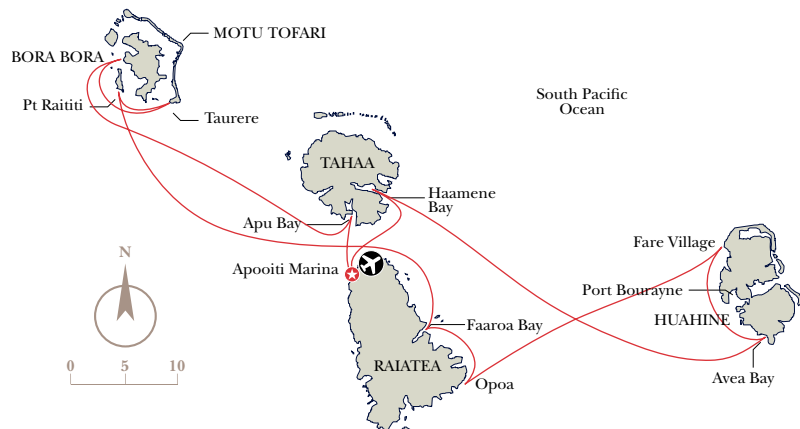 MOTU TOFARI
BORA BORA
Pt Raititi
Taurere
South Pacific
Ocean
TAHAA
Haamene
Bay
Apu Bay
Fare Village
N
Apooiti Marina
Port Bourayne
HUAHINE
Faaroa Bay
RAIATEA
Opoa
Avea Bay
0 5 10